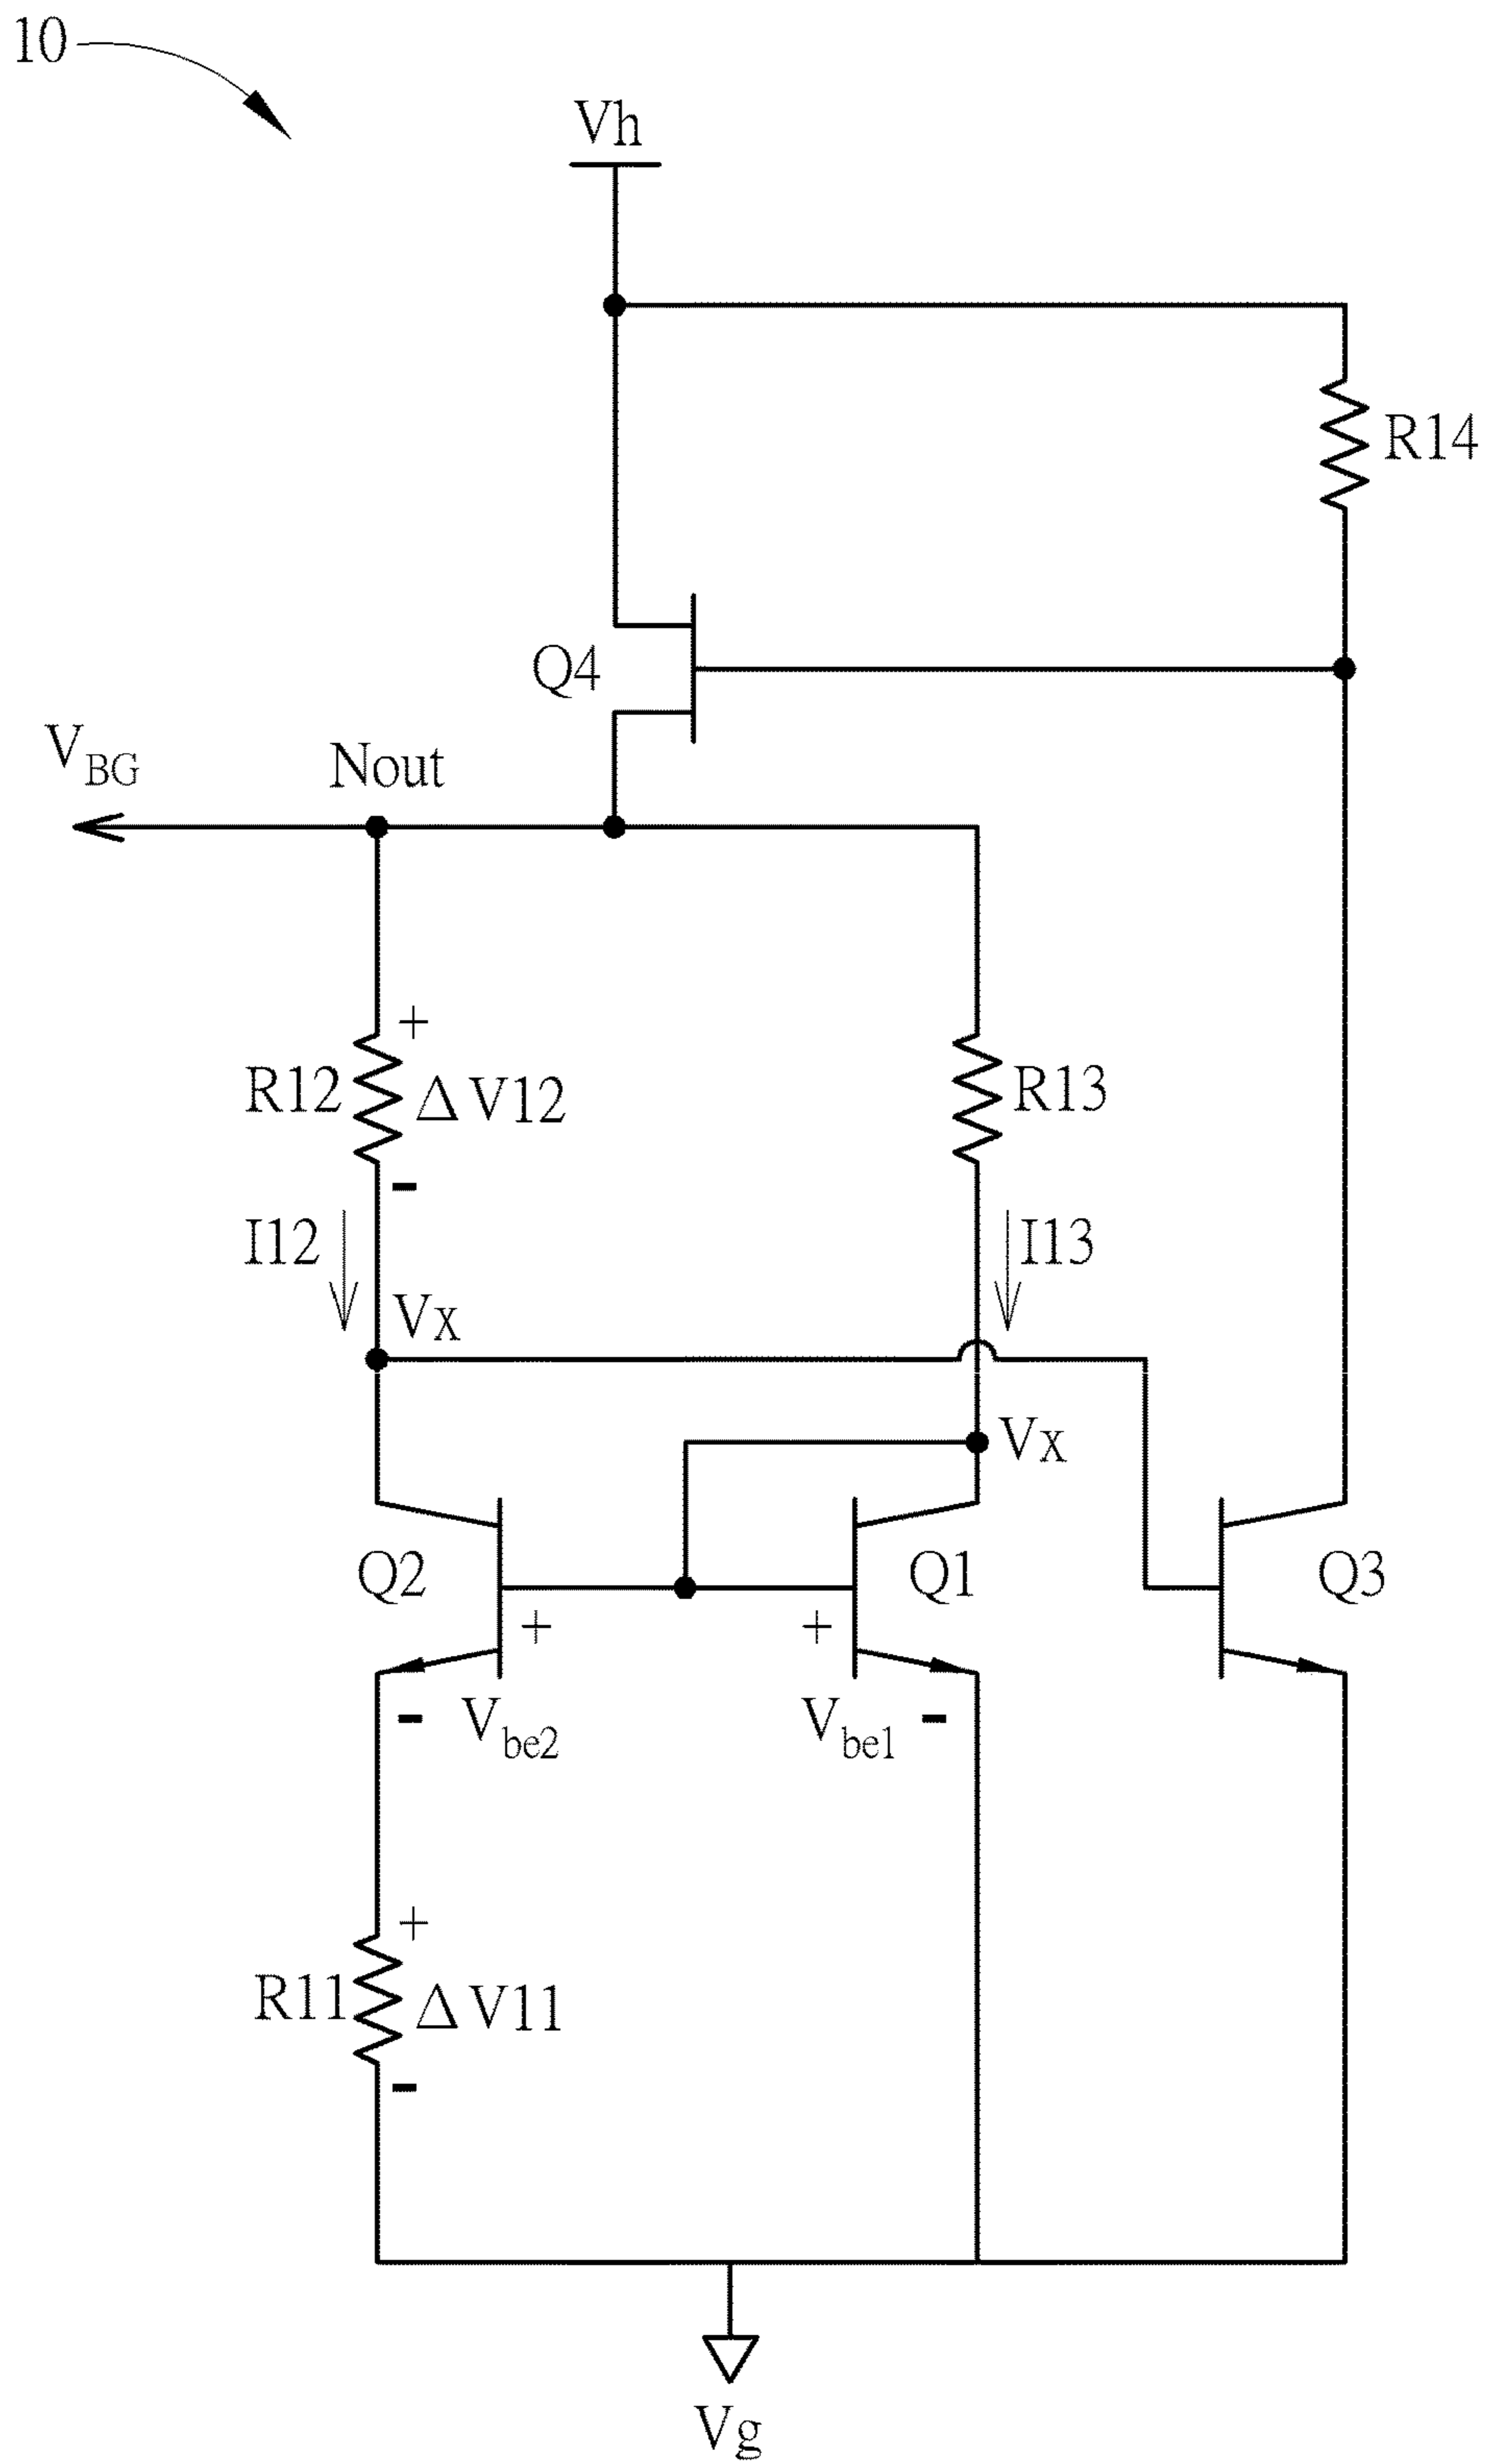 10
Vh
R14
Q4
V_BG
Nout
+
R12
ΔV12
R13
-
I12
I13
VX
VX
Q2
Q1
Q3
+
+
-
Vbe2
Vbe1
-
+
R11
ΔV11
-
Vg